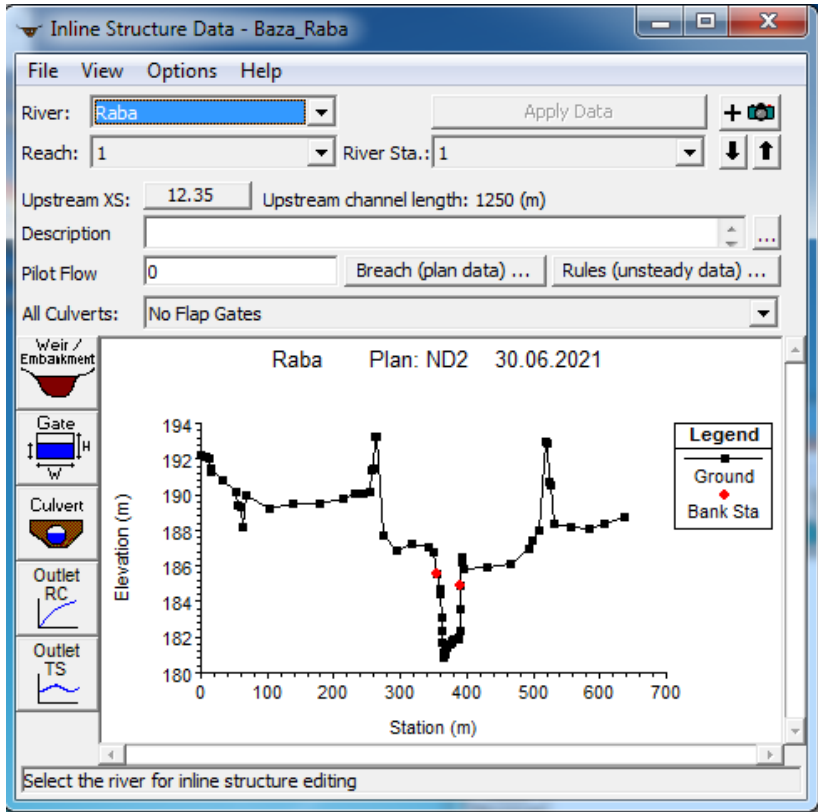 Inline Structure Data - Baza_Raba
File View Options Help
River: Raba Apply Data
Reach: 1 River Sta.: 1
Upstream XS: 12.35 Upstream channel length: 1250 (m)
Description ...
Pilot Flow 0 Breach (plan data) ... Rules (unsteady data) ...
All Culverts: No Flap Gates
Weir / Embankment
Gate
H
W
Culvert
Outlet RC
Outlet TS
Raba Plan: ND2 30.06.2021
194
192
190
188
186
184
182
180
Elevation (m)
0 100 200 300 400 500 600 700
Station (m)
Legend
Ground
Bank Sta
Select the river for inline structure editing